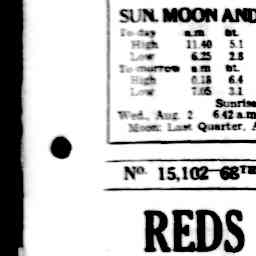 SUN. MOON AND
To-day a.m ht.
High 11.40 5.1
Low 6.25 2.8
To-morrow a.m ht.
High 0.18 6.4
Low 7.05 3.1
Sunrise
Wed., Aug. 2 6.42 a.m
Moon: Last Quarter, A
No. 15,102 68TH
REDS